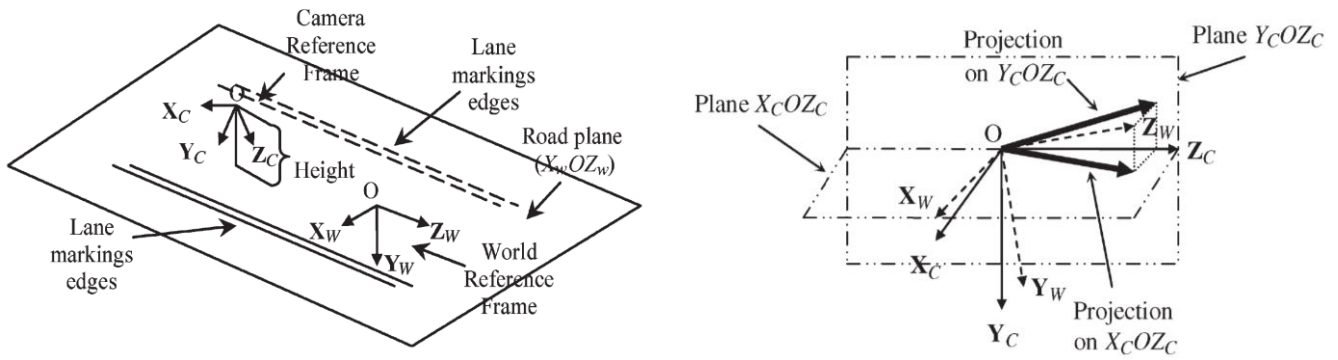 Camera
Reference
Frame
Lane
markings
edges
O
X_C
Y_C
Z_C
Height
Road plane
(X_wOZ_w)
O
X_W
Z_W
Y_W
World
Reference
Frame
Lane
markings
edges
Projection
on Y_COZ_C
Plane Y_COZ_C
Plane X_COZ_C
O
Z_W
Z_C
X_W
X_C
Y_W
Y_C
Projection
on X_COZ_C